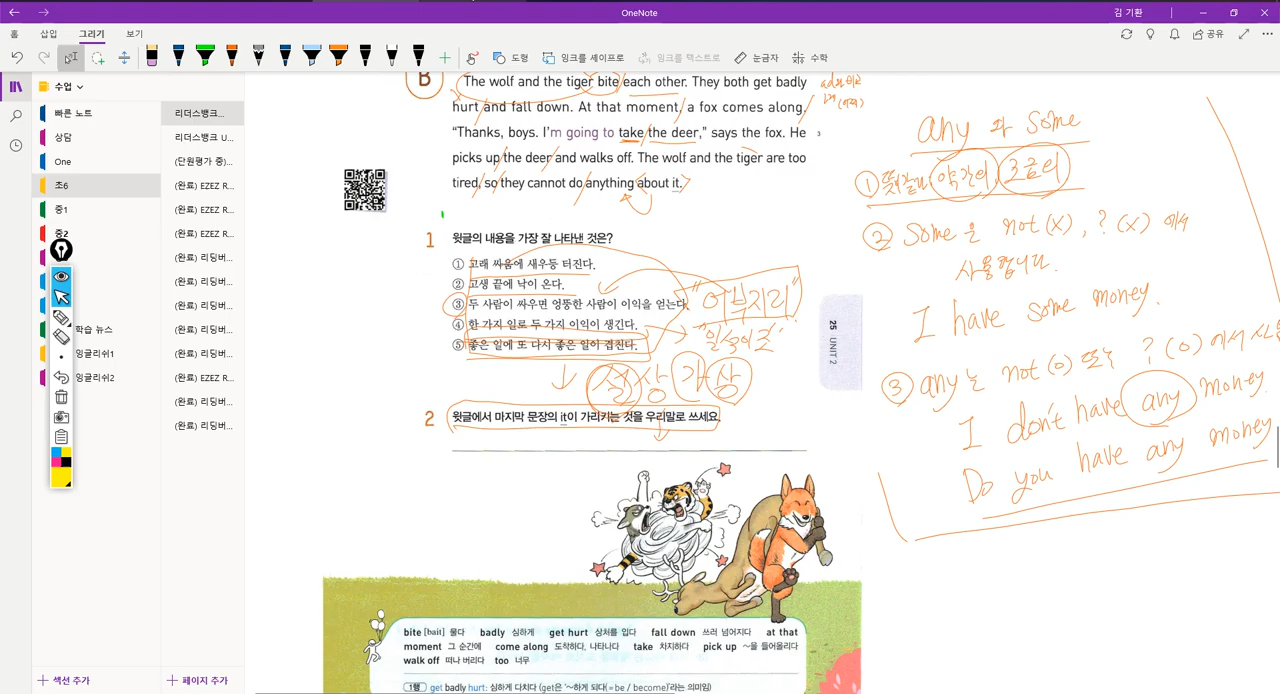 OneNote
김 기환
홈 삽입 그리기 보기
공유
도형 잉크를 셰이프로 잉크를 텍스트로 눈금자 수학
수업
빠른 노트
상담
One
초6
중1
중2
학습 뉴스
잉글리쉬1
잉글리쉬2
섹션 추가
리더스뱅크...
리더스뱅크 U...
(단원평가 중)...
(완료) EZEZ R...
(완료) EZEZ R...
(완료) EZEZ R...
(완료) 리딩버...
(완료) 리딩버...
(완료) 리딩버...
(완료) 리딩버...
(완료) 리딩버...
(완료) EZEZ R...
(완료) 리딩버...
(완료) 리딩버...
페이지 추가
B
The wolf and the tiger bite each other. They both get badly
hurt and fall down. At that moment, a fox comes along.
“Thanks, boys. I’m going to take the deer,” says the fox. He
3
picks up the deer and walks off. The wolf and the tiger are too
tired, so they cannot do anything about it.
1 윗글의 내용을 가장 잘 나타낸 것은?
① 고래 싸움에 새우등 터진다.
② 고생 끝에 낙이 온다.
③ 두 사람이 싸우면 엉뚱한 사람이 이익을 얻는다.
④ 한 가지 일로 두 가지 이익이 생긴다.
⑤ 좋은 일에 또 다시 좋은 일이 겹친다.
"어부지리"
"일석이조"
설상가상
2 윗글에서 마지막 문장의 it이 가리키는 것을 우리말로 쓰세요.
25 UNIT 2
any 와 some
① 뜻 약간의, 조금의
② some은 not (X), ? (X) 에서
사용합니다.
I have some money.
③ any는 not (O) 또는 ? (O) 에서
I don't have any money.
Do you have any money
bite [bait] 물다 badly 심하게 get hurt 상처를 입다 fall down 쓰러 넘어지다 at that
moment 그 순간에 come along 도착하다, 나타나다 take 차지하다 pick up ～을 들어올리다
walk off 떠나 버리다 too 너무
1행 get badly hurt: 심하게 다치다 (get은 ‘～하게 되다(=be / become)’라는 의미임)